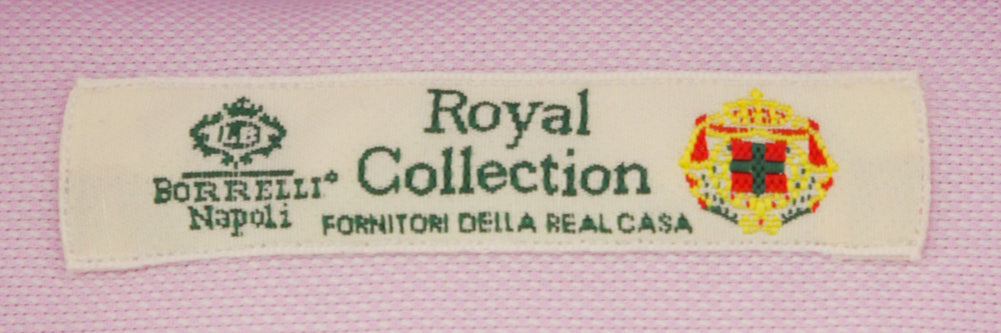 LB
BORRELLI
Napoli
Royal
Collection
FORNITORI DELLA REAL CASA